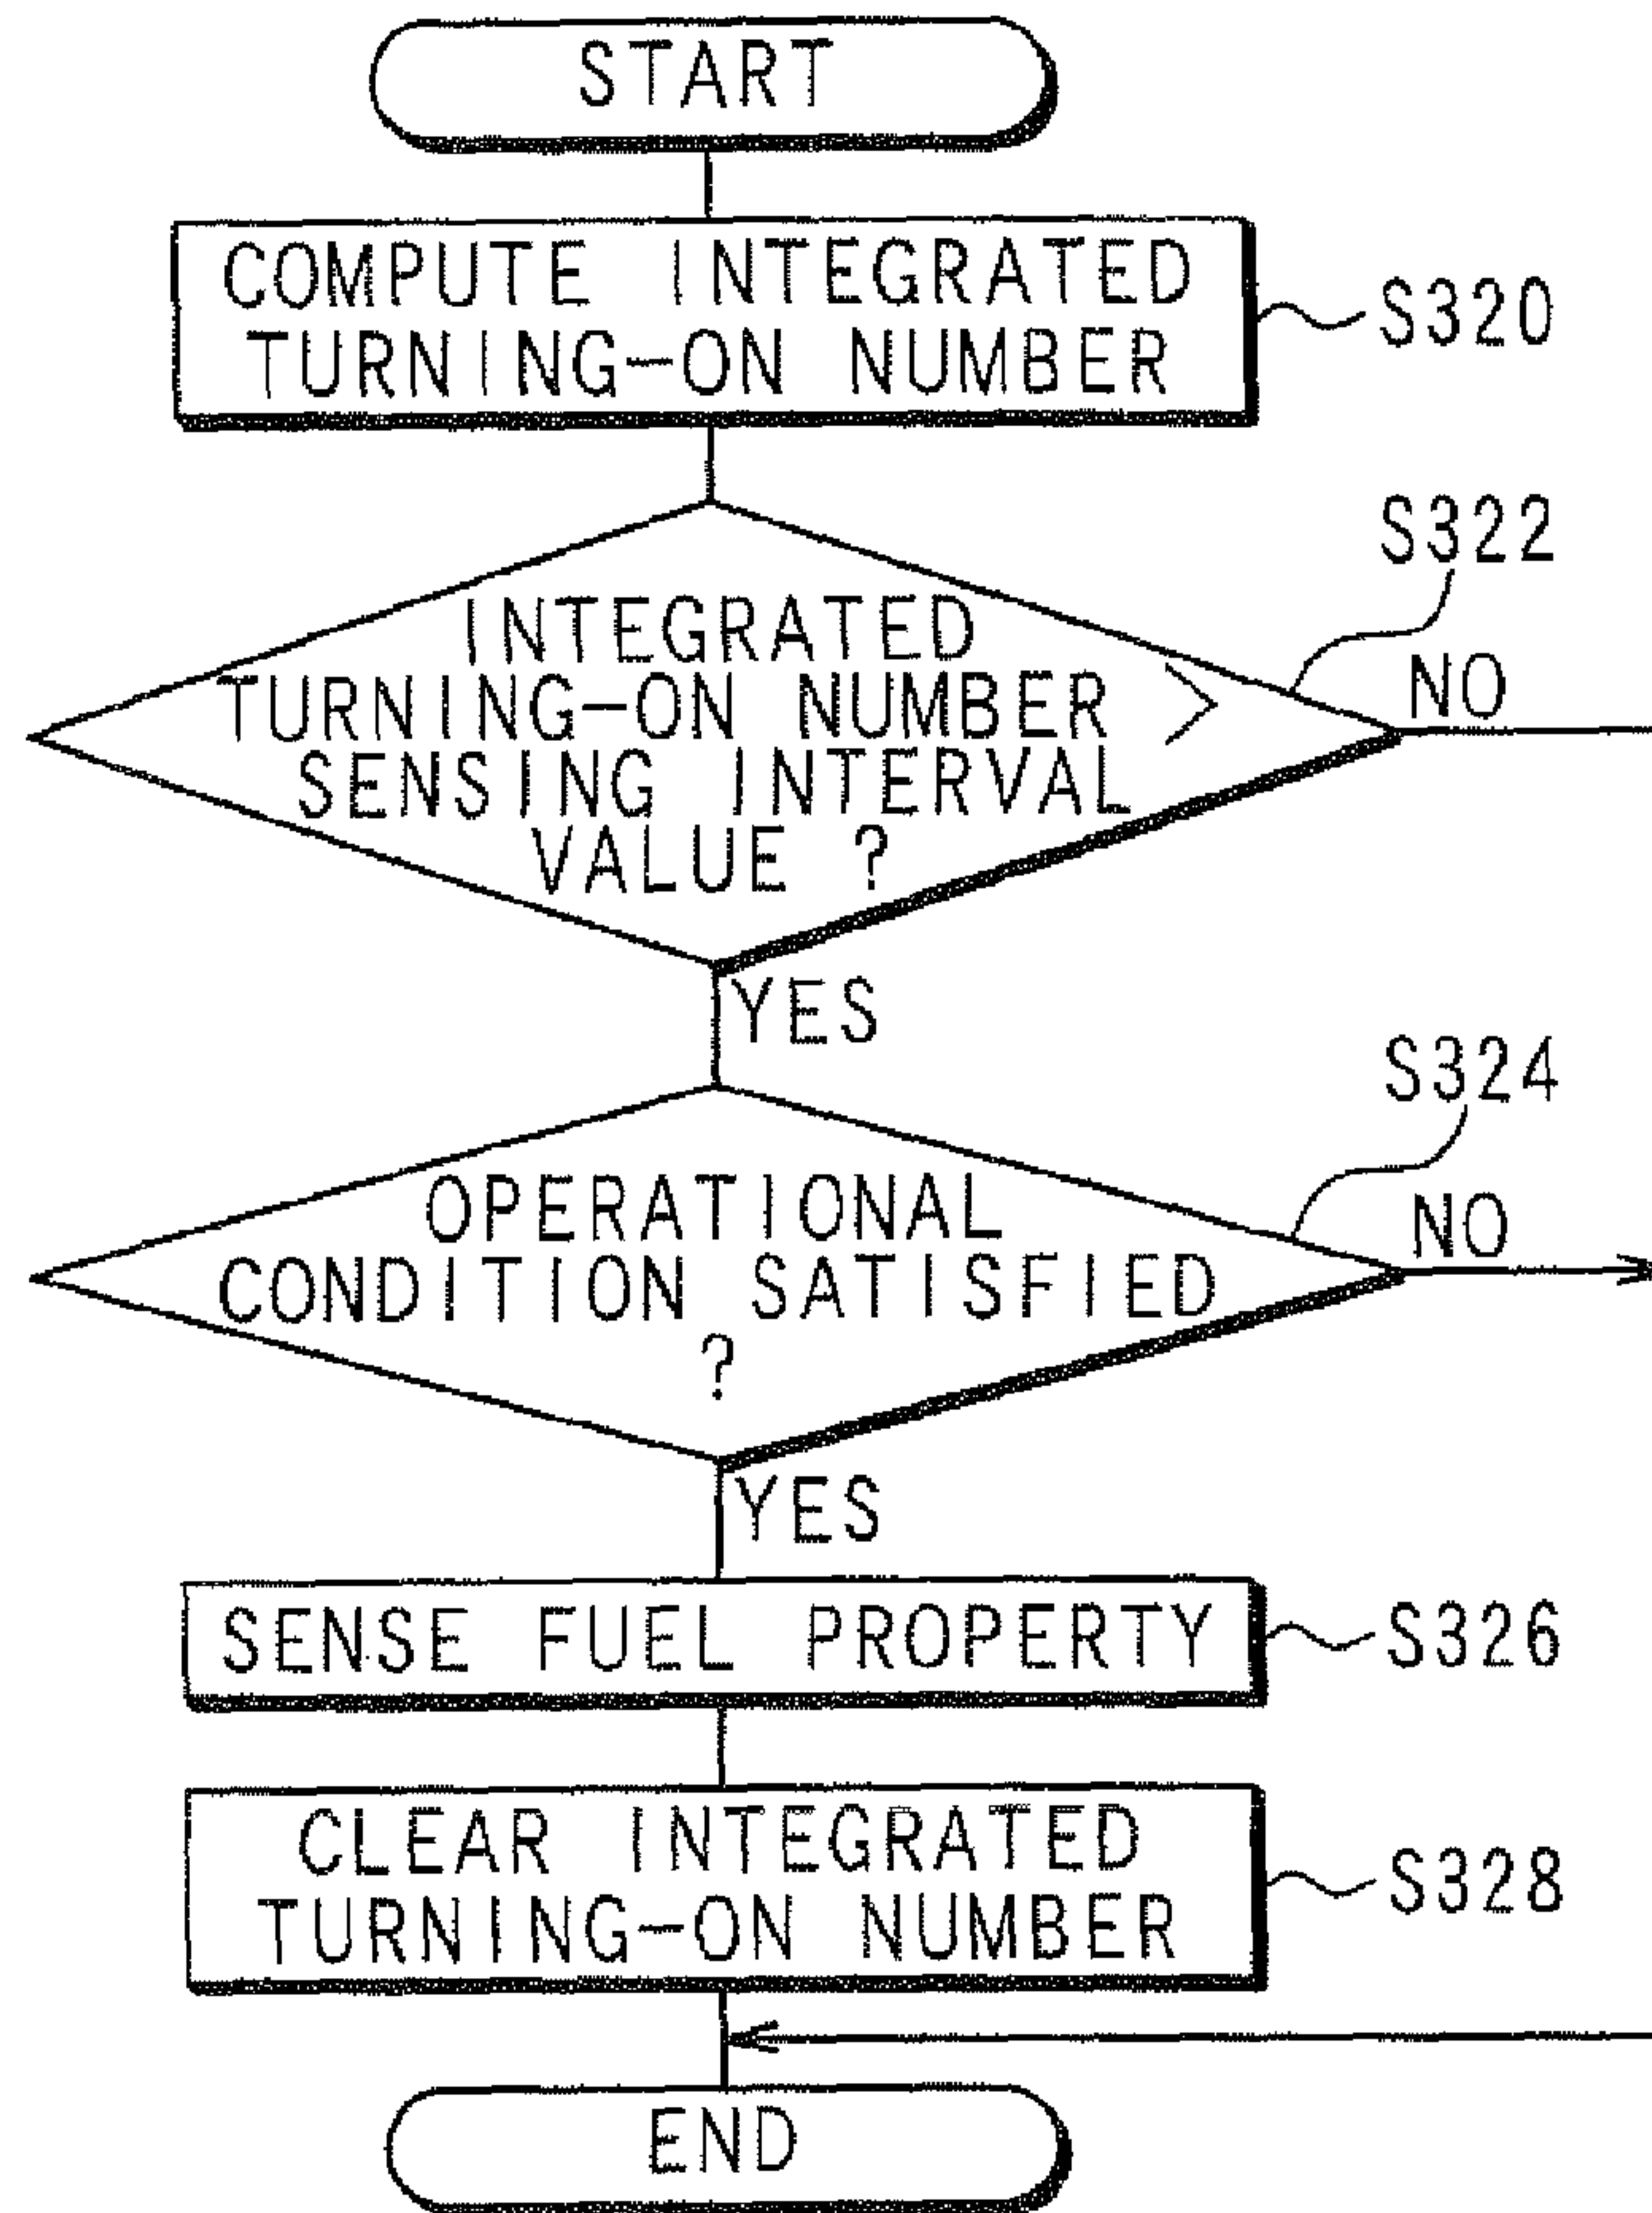 START
COMPUTE INTEGRATED
TURNING-ON NUMBER
S320
S322
INTEGRATED
TURNING-ON NUMBER >
SENSING INTERVAL
VALUE ?
NO
YES
S324
OPERATIONAL
CONDITION SATISFIED
?
NO
YES
SENSE FUEL PROPERTY
S326
CLEAR INTEGRATED
TURNING-ON NUMBER
S328
END